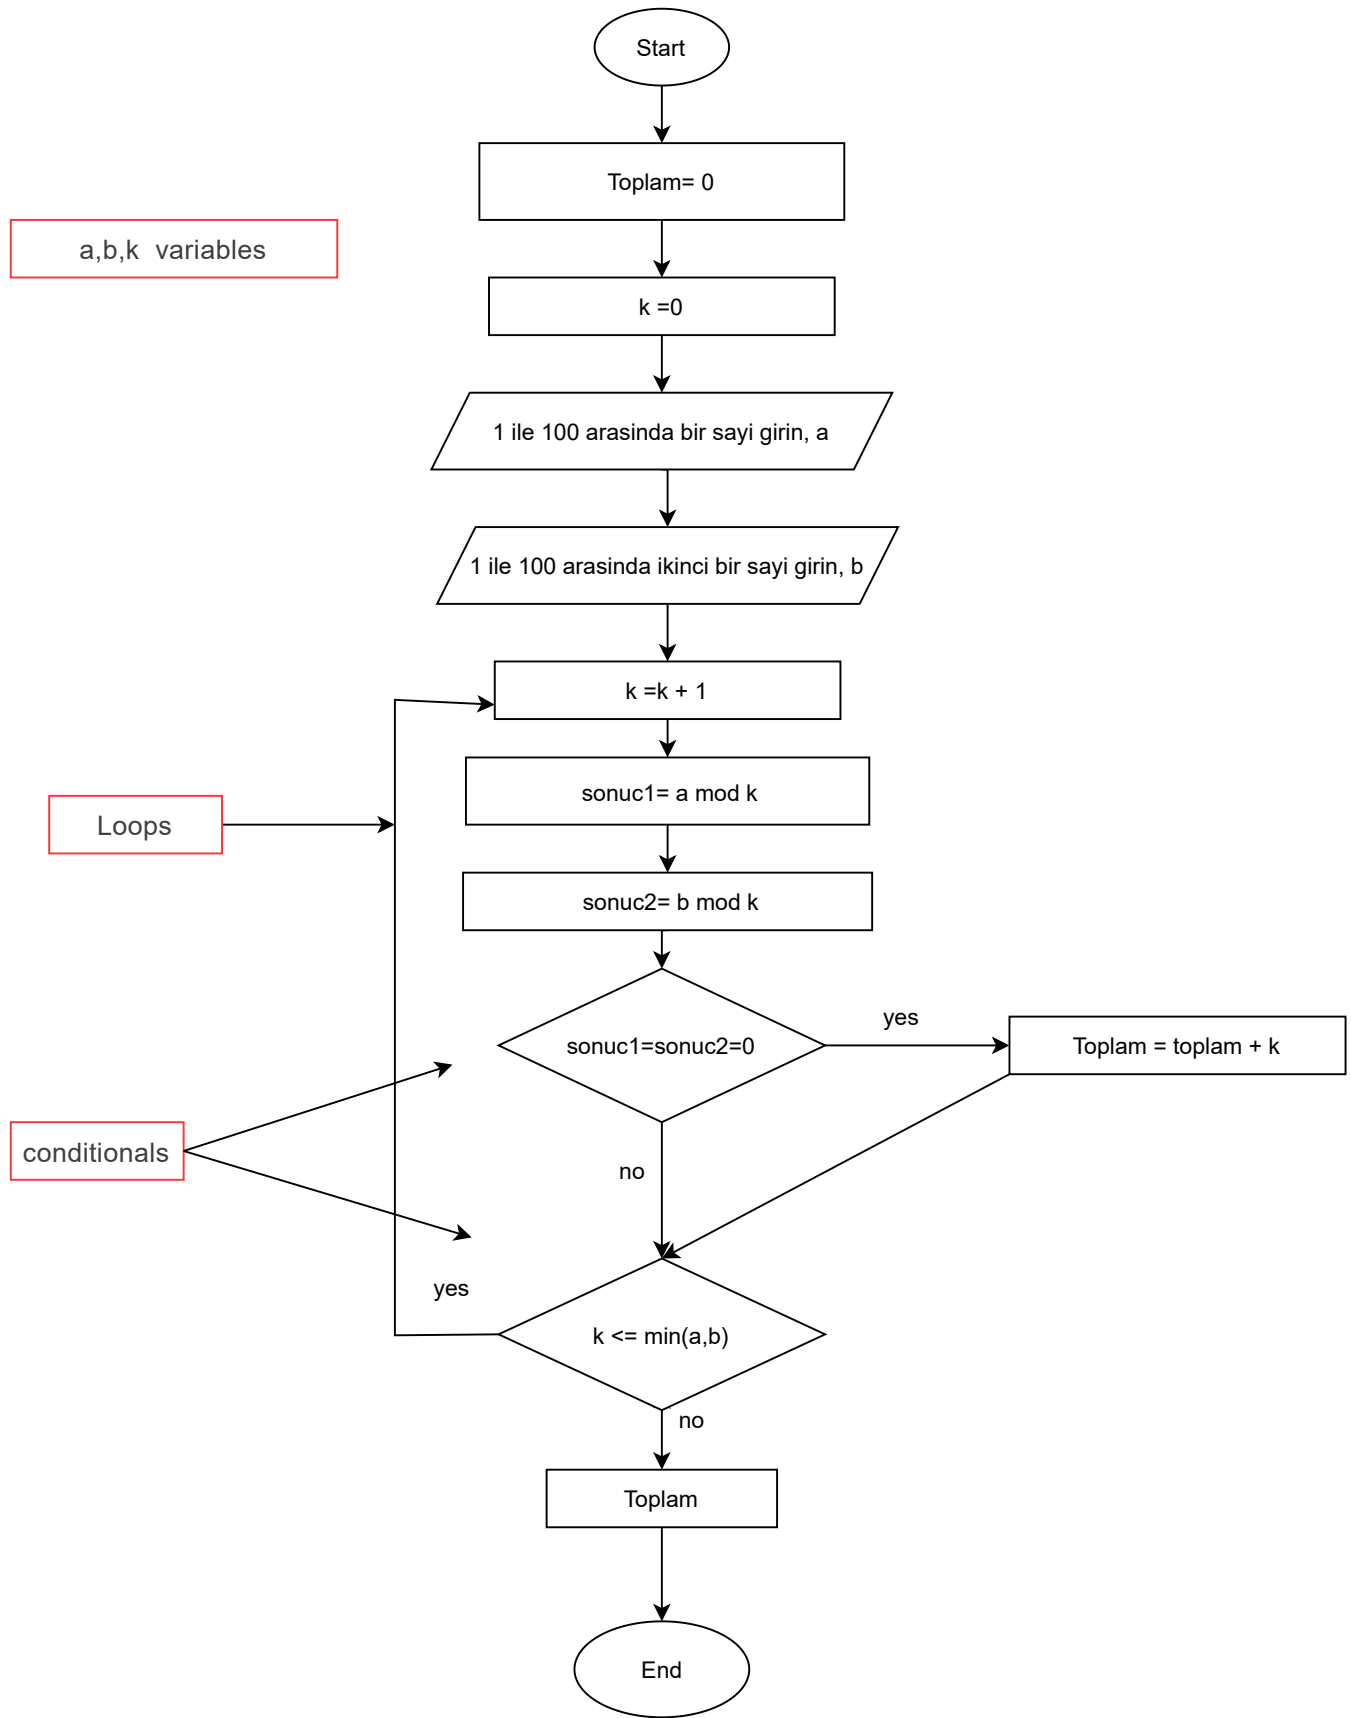 Start
Toplam= 0
a,b,k  variables
k =0
1 ile 100 arasinda bir sayi girin, a
1 ile 100 arasinda ikinci bir sayi girin, b
k =k + 1
sonuc1= a mod k
Loops
sonuc2= b mod k
yes
sonuc1=sonuc2=0
Toplam = toplam + k
conditionals
no
yes
k <= min(a,b)
no
Toplam
End